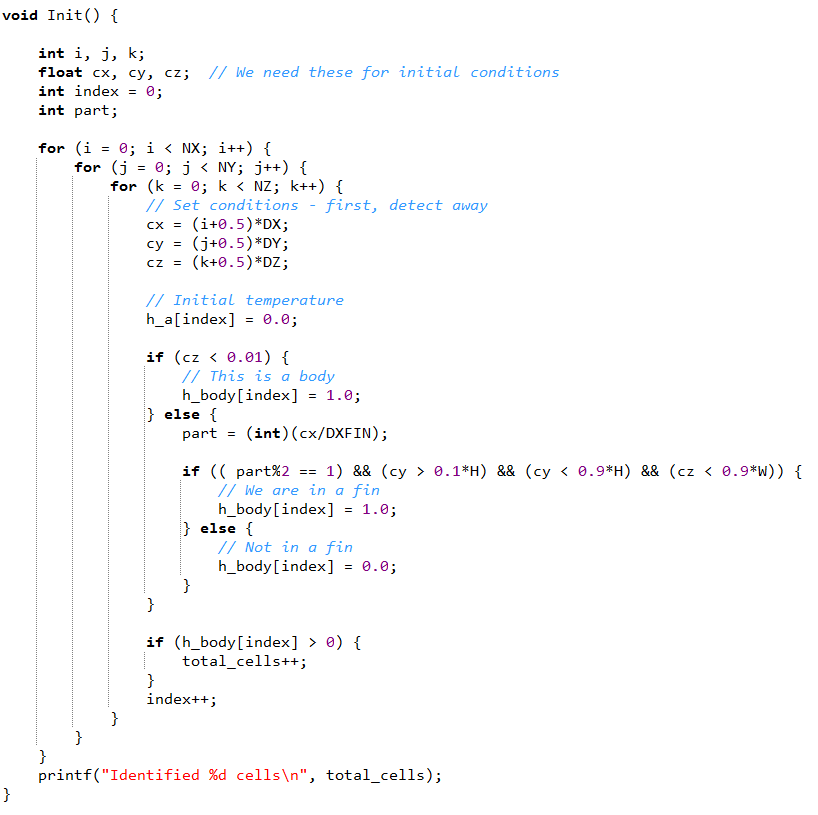 void Init() {
int i, j, k;
float cx, cy, cz;  // We need these for initial conditions
int index = 0;
int part;
for (i = 0; i < NX; i++) {
for (j = 0; j < NY; j++) {
for (k = 0; k < NZ; k++) {
// Set conditions - first, detect away
cx = (i+0.5)*DX;
cy = (j+0.5)*DY;
cz = (k+0.5)*DZ;
// Initial temperature
h_a[index] = 0.0;
if (cz < 0.01) {
// This is a body
h_body[index] = 1.0;
} else {
part = (int)(cx/DXFIN);
if (( part%2 == 1) && (cy > 0.1*H) && (cy < 0.9*H) && (cz < 0.9*W)) {
// We are in a fin
h_body[index] = 1.0;
} else {
// Not in a fin
h_body[index] = 0.0;
}
}
if (h_body[index] > 0) {
total_cells++;
}
index++;
}
}
}
printf("Identified %d cells\n", total_cells);
}